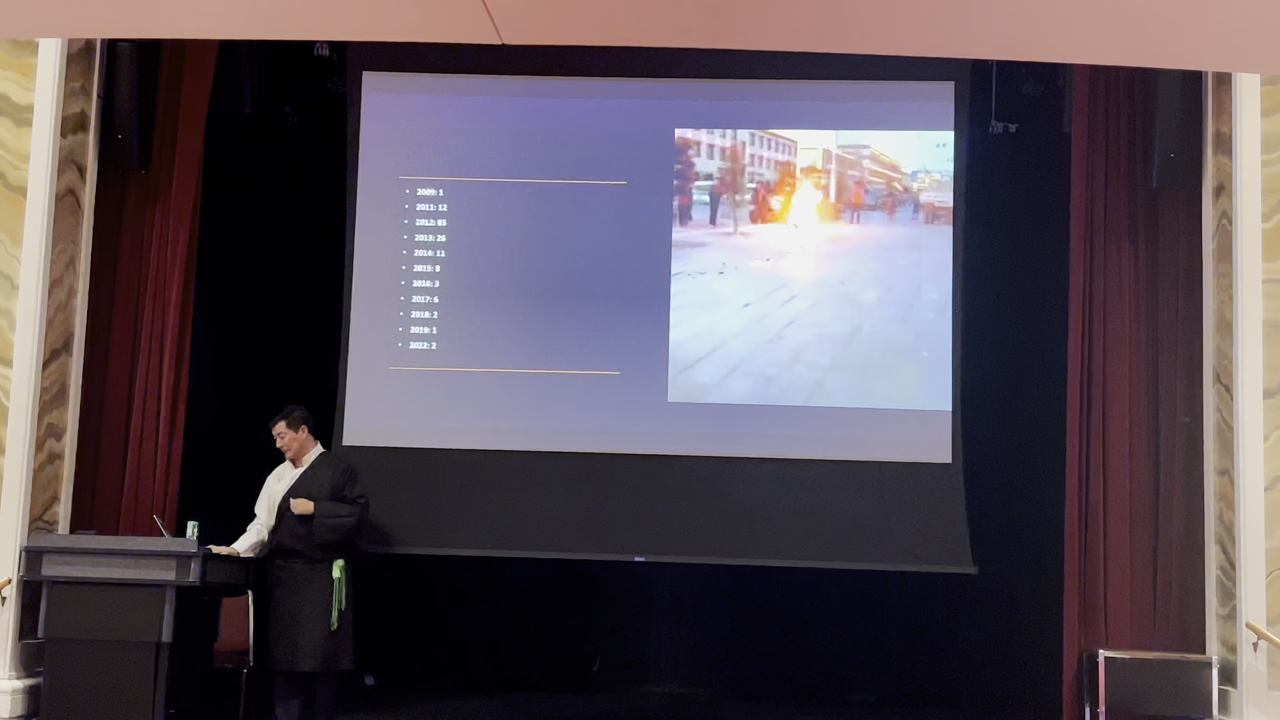 • 2009: 1
• 2011: 12
• 2012: 85
• 2013: 26
• 2014: 11
• 2015: 8
• 2016: 3
• 2017: 6
• 2018: 2
• 2019: 1
• 2022: 2